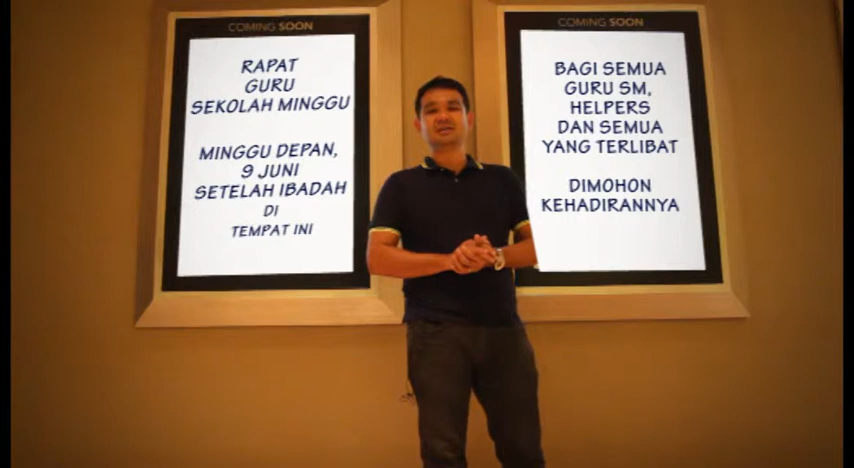 COMING SOON
RAPAT
GURU
SEKOLAH MINGGU
MINGGU DEPAN,
9 JUNI
SETELAH IBADAH
DI
TEMPAT INI
COMING SOON
BAGI SEMUA
GURU SM,
HELPERS
DAN SEMUA
YANG TERLIBAT
DIMOHON
KEHADIRANNYA